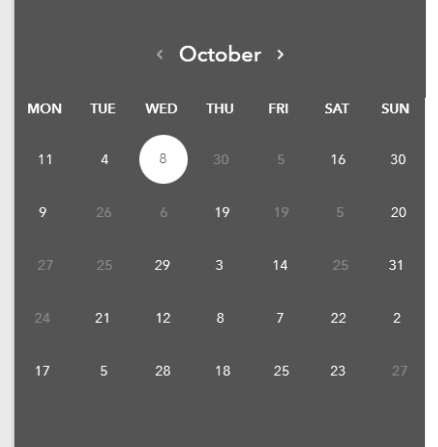 ‹ October ›
MON TUE WED THU FRI SAT SUN
11 4 8 30 5 16 30
9 26 6 19 19 5 20
27 25 29 3 14 25 31
24 21 12 8 7 22 2
17 5 28 18 25 23 27